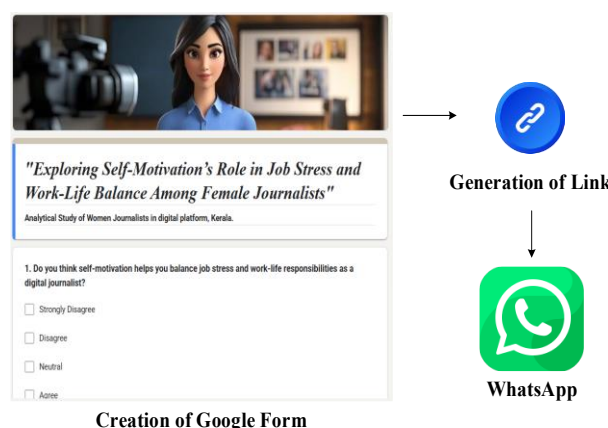 "Exploring Self-Motivation's Role in Job Stress and
Work-Life Balance Among Female Journalists"
Analytical Study of Women Journalists in digital platform, Kerala.
1. Do you think self-motivation helps you balance job stress and work-life responsibilities as a
digital journalist?
Strongly Disagree
Disagree
Neutral
Agree
Creation of Google Form
Generation of Link
WhatsApp